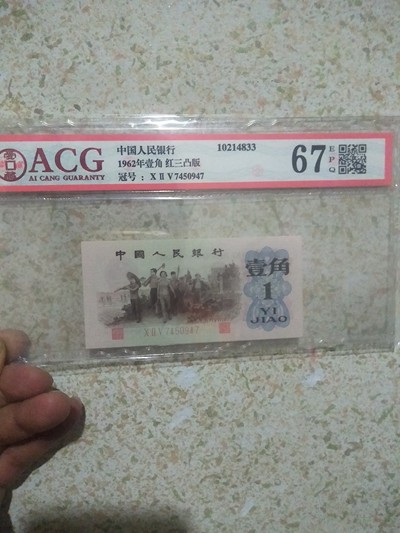 ACG
AI CANG GUARANTY
中国人民银行
10214833
1962年壹角 红三凸版
冠号： X II V 7450947
67
E
P
Q
中国人民银行
壹角
1
YI
JIAO
X II V 7450947